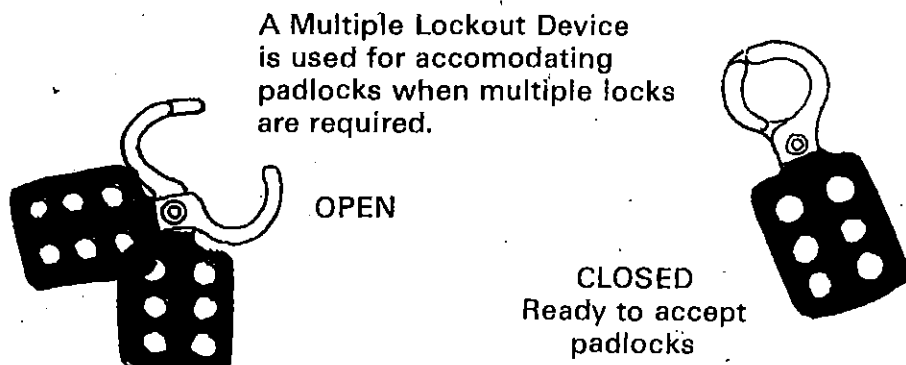 A Multiple Lockout Device
is used for accomodating
padlocks when multiple locks
are required.
OPEN
CLOSED
Ready to accept
padlocks